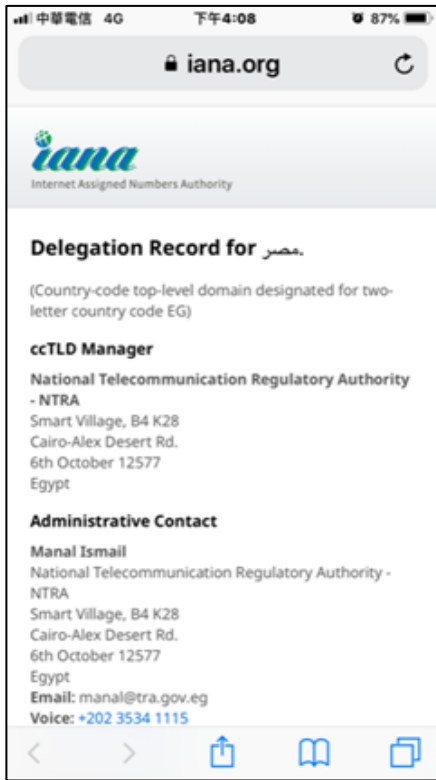 中華電信 4G 下午4:08 87%
iana.org
iana
Internet Assigned Numbers Authority
Delegation Record for .مصر
(Country-code top-level domain designated for two-
letter country code EG)
ccTLD Manager
National Telecommunication Regulatory Authority
- NTRA
Smart Village, B4 K28
Cairo-Alex Desert Rd.
6th October 12577
Egypt
Administrative Contact
Manal Ismail
National Telecommunication Regulatory Authority -
NTRA
Smart Village, B4 K28
Cairo-Alex Desert Rd.
6th October 12577
Egypt
Email: manal@tra.gov.eg
Voice: +202 3534 1115